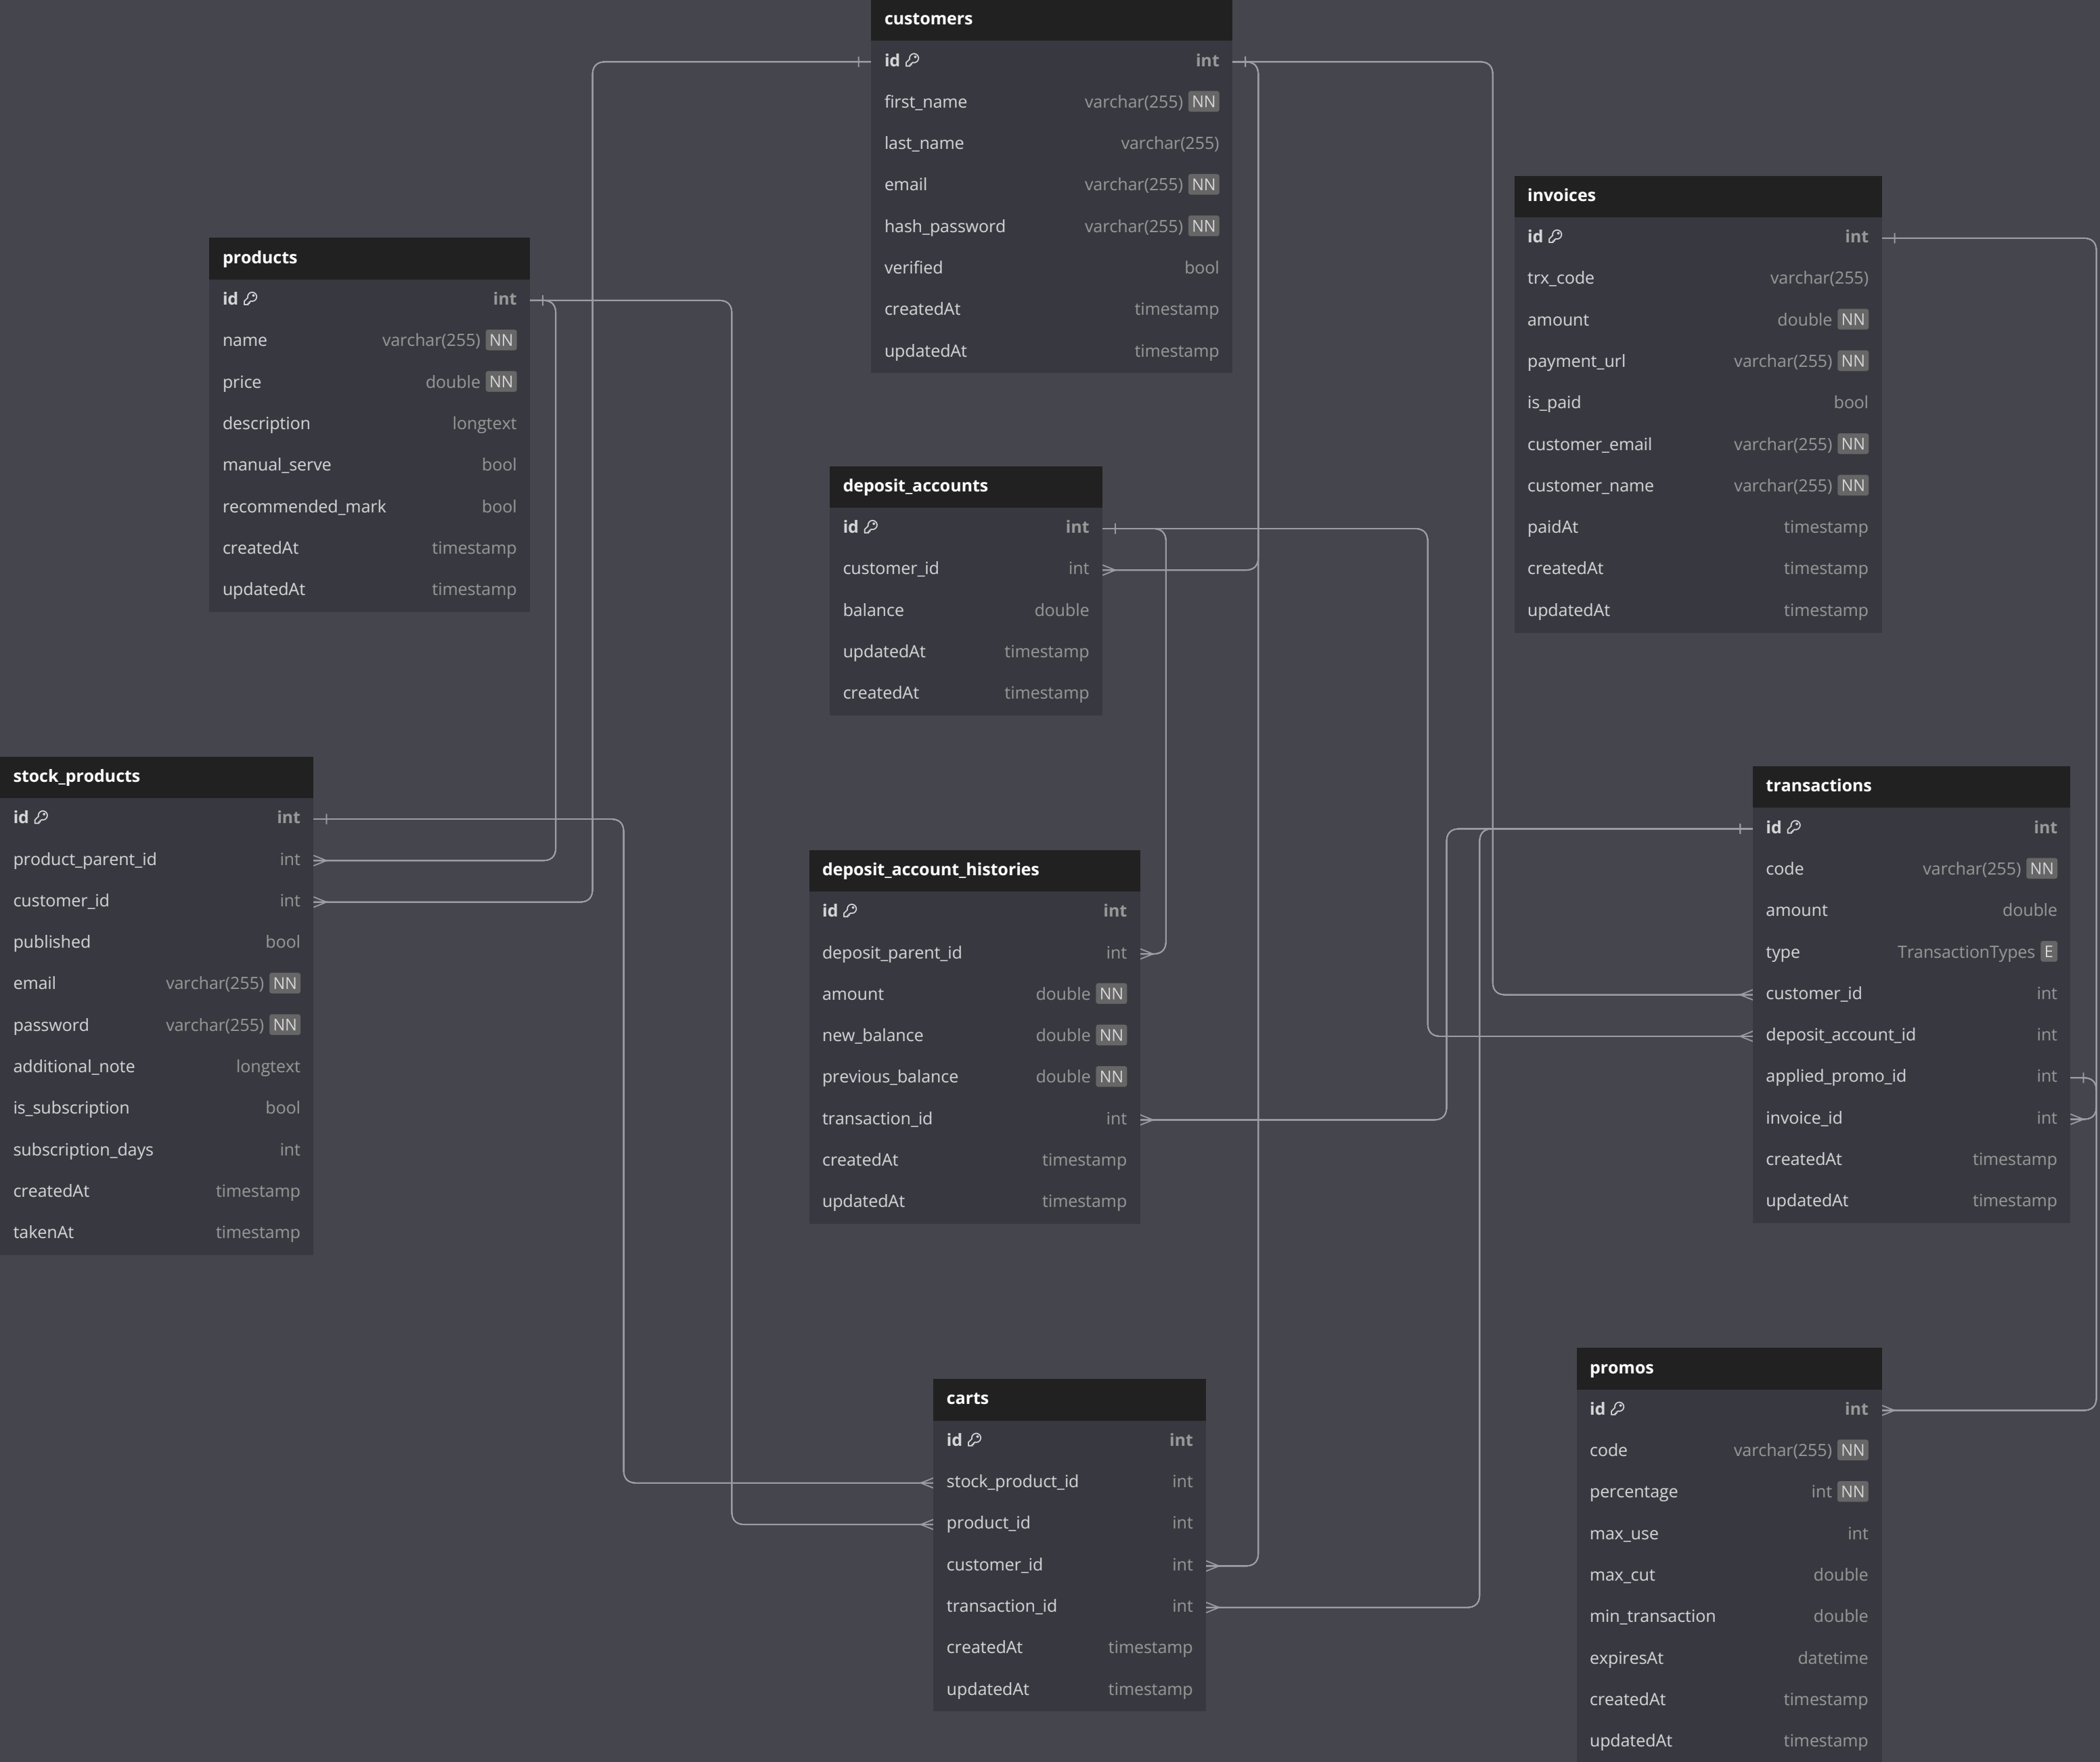 customers
id int
first_name varchar(255) NN
last_name varchar(255)
email varchar(255) NN
hash_password varchar(255) NN
verified bool
createdAt timestamp
updatedAt timestamp
invoices
id int
trx_code varchar(255)
amount double NN
payment_url varchar(255) NN
is_paid bool
customer_email varchar(255) NN
customer_name varchar(255) NN
paidAt timestamp
createdAt timestamp
updatedAt timestamp
products
id int
name varchar(255) NN
price double NN
description longtext
manual_serve bool
recommended_mark bool
createdAt timestamp
updatedAt timestamp
deposit_accounts
id int
customer_id int
balance double
updatedAt timestamp
createdAt timestamp
stock_products
id int
product_parent_id int
customer_id int
published bool
email varchar(255) NN
password varchar(255) NN
additional_note longtext
is_subscription bool
subscription_days int
createdAt timestamp
takenAt timestamp
deposit_account_histories
id int
deposit_parent_id int
amount double NN
new_balance double NN
previous_balance double NN
transaction_id int
createdAt timestamp
updatedAt timestamp
transactions
id int
code varchar(255) NN
amount double
type TransactionTypes E
customer_id int
deposit_account_id int
applied_promo_id int
invoice_id int
createdAt timestamp
updatedAt timestamp
carts
id int
stock_product_id int
product_id int
customer_id int
transaction_id int
createdAt timestamp
updatedAt timestamp
promos
id int
code varchar(255) NN
percentage int NN
max_use int
max_cut double
min_transaction double
expiresAt datetime
createdAt timestamp
updatedAt timestamp